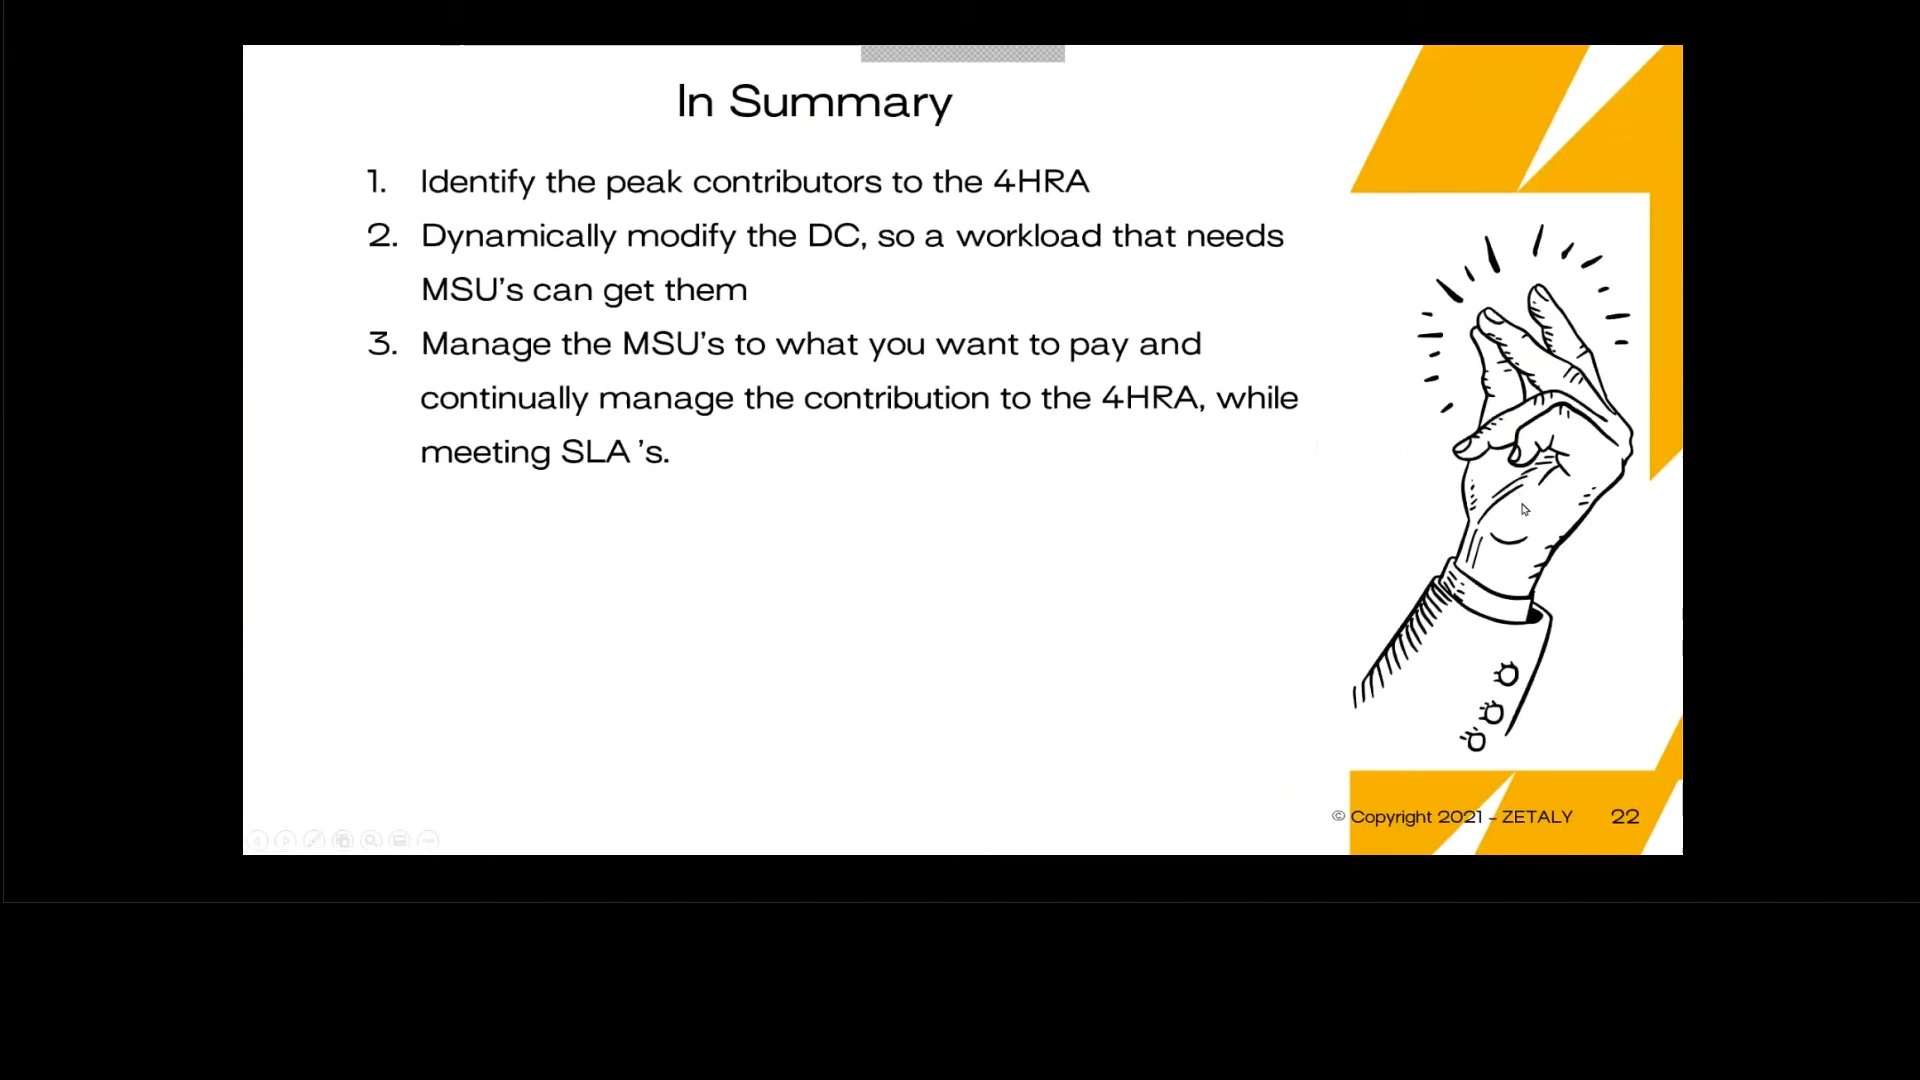 In Summary
1. Identify the peak contributors to the 4HRA
2. Dynamically modify the DC, so a workload that needs
MSU’s can get them
3. Manage the MSU’s to what you want to pay and
continually manage the contribution to the 4HRA, while
meeting SLA ’s.
© Copyright 2021 - ZETALY 22